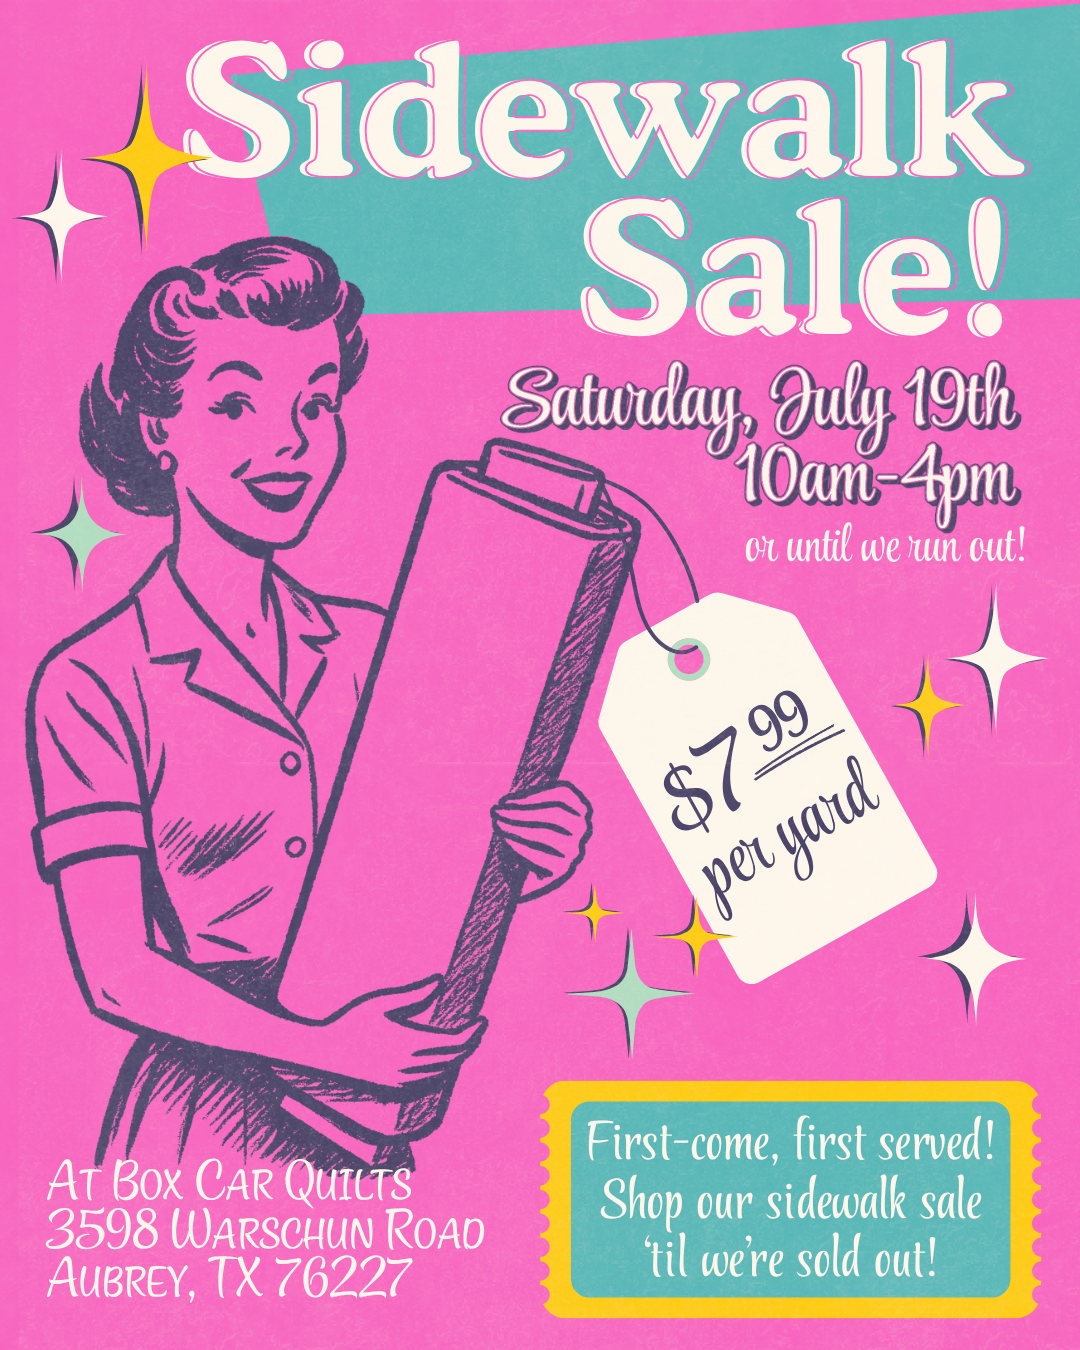 Sidewalk
Sale!
Saturday, July 19th
10am-4pm
or until we run out!
$7 99
per yard
First-come, first served!
Shop our sidewalk sale
‘til we're sold out!
At Box Car Quilts
3598 Warschun Road
Aubrey, TX 76227